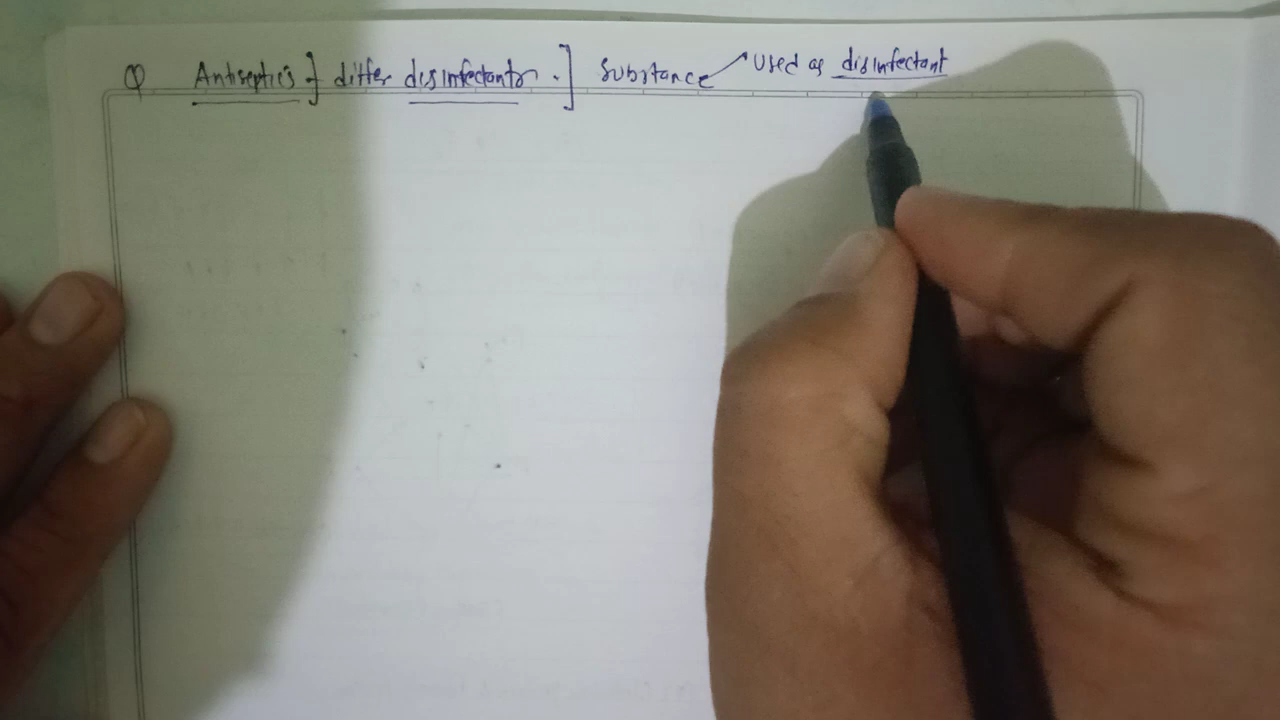 Q Antiseptics } differ disinfectants . ] Substance Used as disinfectant